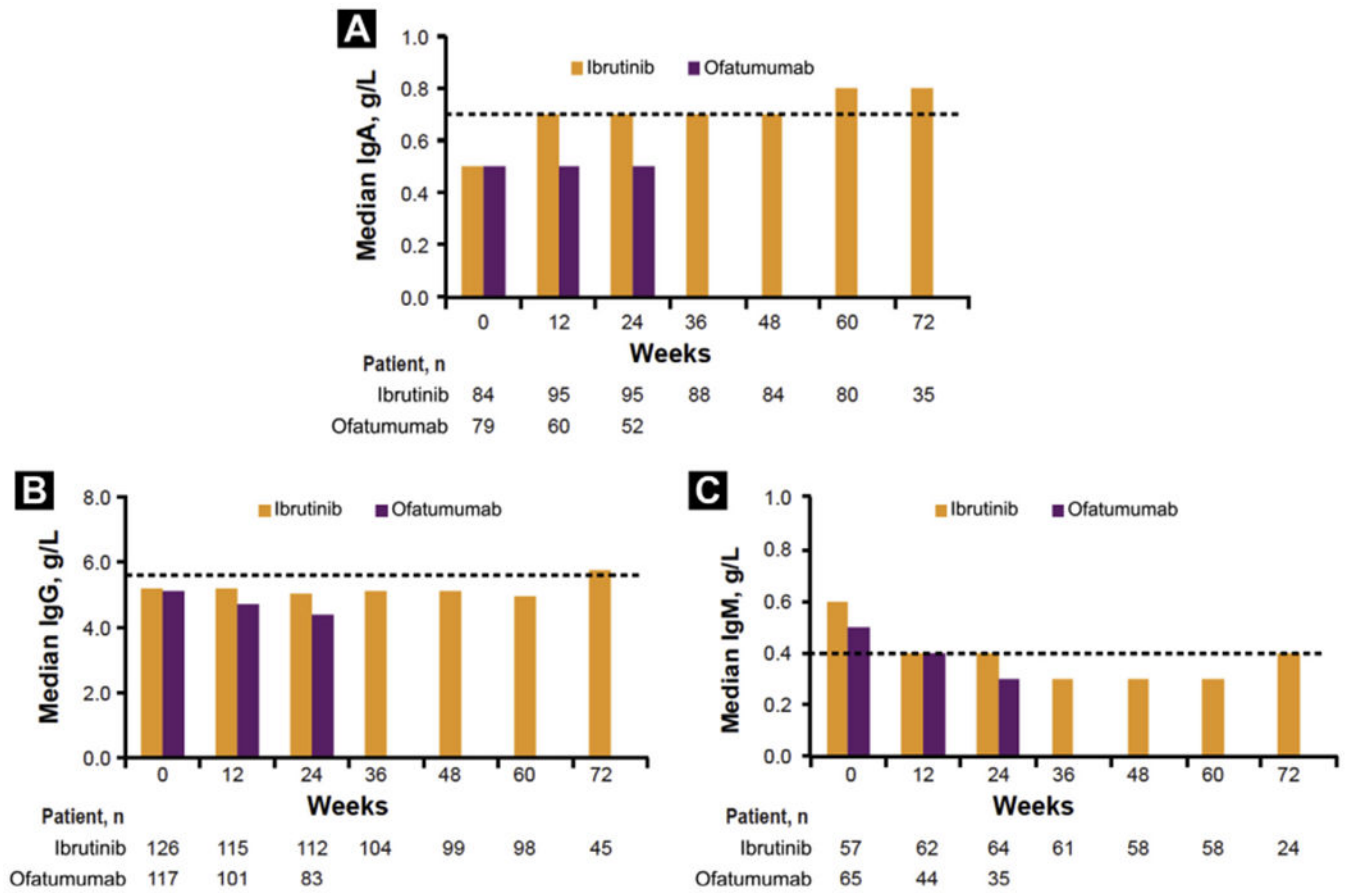 A
1.0
0.8
0.6
0.4
0.2
0.0
Median IgA, g/L
Ibrutinib Ofatumumab
0 12 24 36 48 60 72
Weeks
Patient, n
Ibrutinib 84 95 95 88 84 80 35
Ofatumumab 79 60 52
B
8.0
6.0
4.0
2.0
0.0
Median IgG, g/L
Ibrutinib Ofatumumab
0 12 24 36 48 60 72
Weeks
Patient, n
Ibrutinib 126 115 112 104 99 98 45
Ofatumumab 117 101 83
C
1.0
0.8
0.6
0.4
0.2
0.0
Median IgM, g/L
Ibrutinib Ofatumumab
0 12 24 36 48 60 72
Weeks
Patient, n
Ibrutinib 57 62 64 61 58 58 24
Ofatumumab 65 44 35